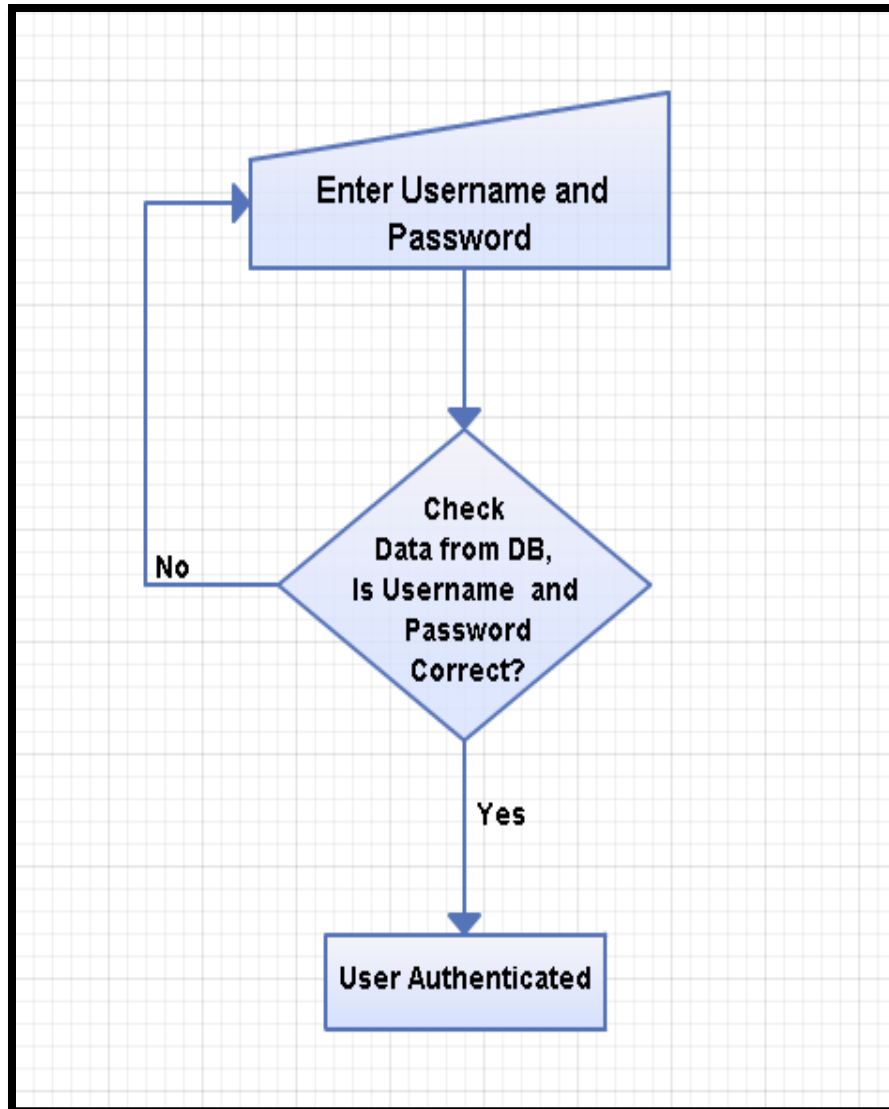 Enter Username and
Password
Check
Data from DB,
Is Username and
Password
Correct?
No
Yes
User Authenticated